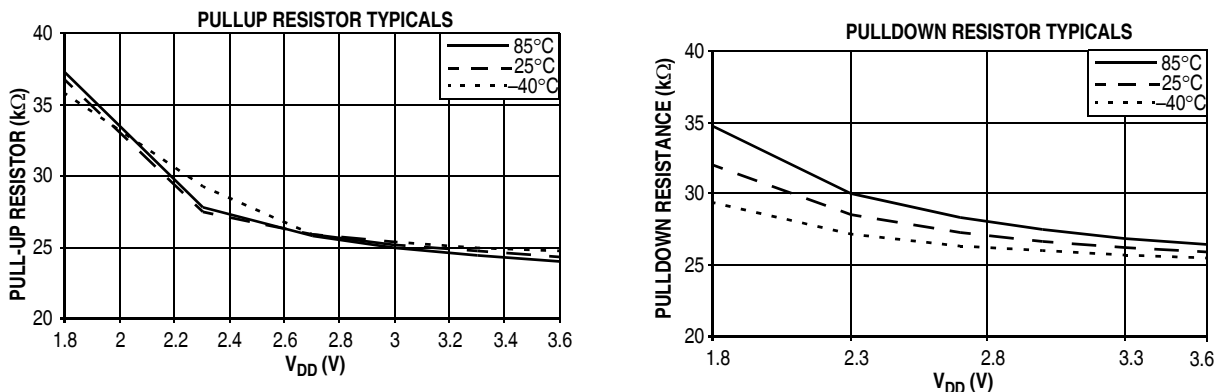 PULLUP RESISTOR TYPICALS
PULL-UP RESISTOR (kΩ)
40
35
30
25
20
85°C
25°C
–40°C
1.8 2 2.2 2.4 2.6 2.8 3 3.2 3.4 3.6
VDD (V)
PULLDOWN RESISTOR TYPICALS
PULLDOWN RESISTANCE (kΩ)
40
35
30
25
20
85°C
25°C
–40°C
1.8 2.3 2.8 3.3 3.6
VDD (V)